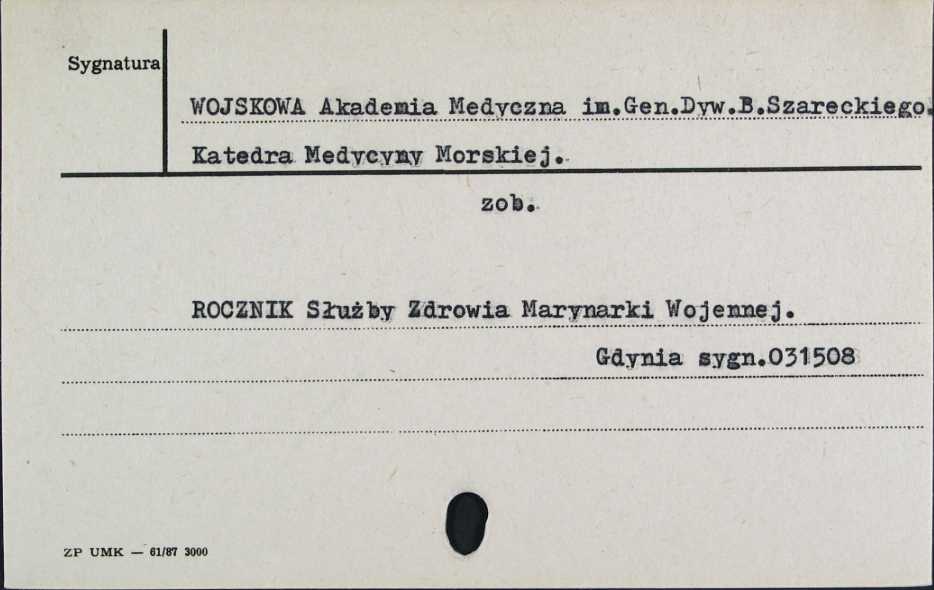 Sygnatura
WOJSKOWA Akademia Medyczna im.Gen.Dyw.B.Szareckiego.
Katedra Medycyny Morskiej.
zob.
ROCZNIK Służby Zdrowia Marynarki Wojennej.
Gdynia sygn.031508
ZP UMK — 61/87 3000